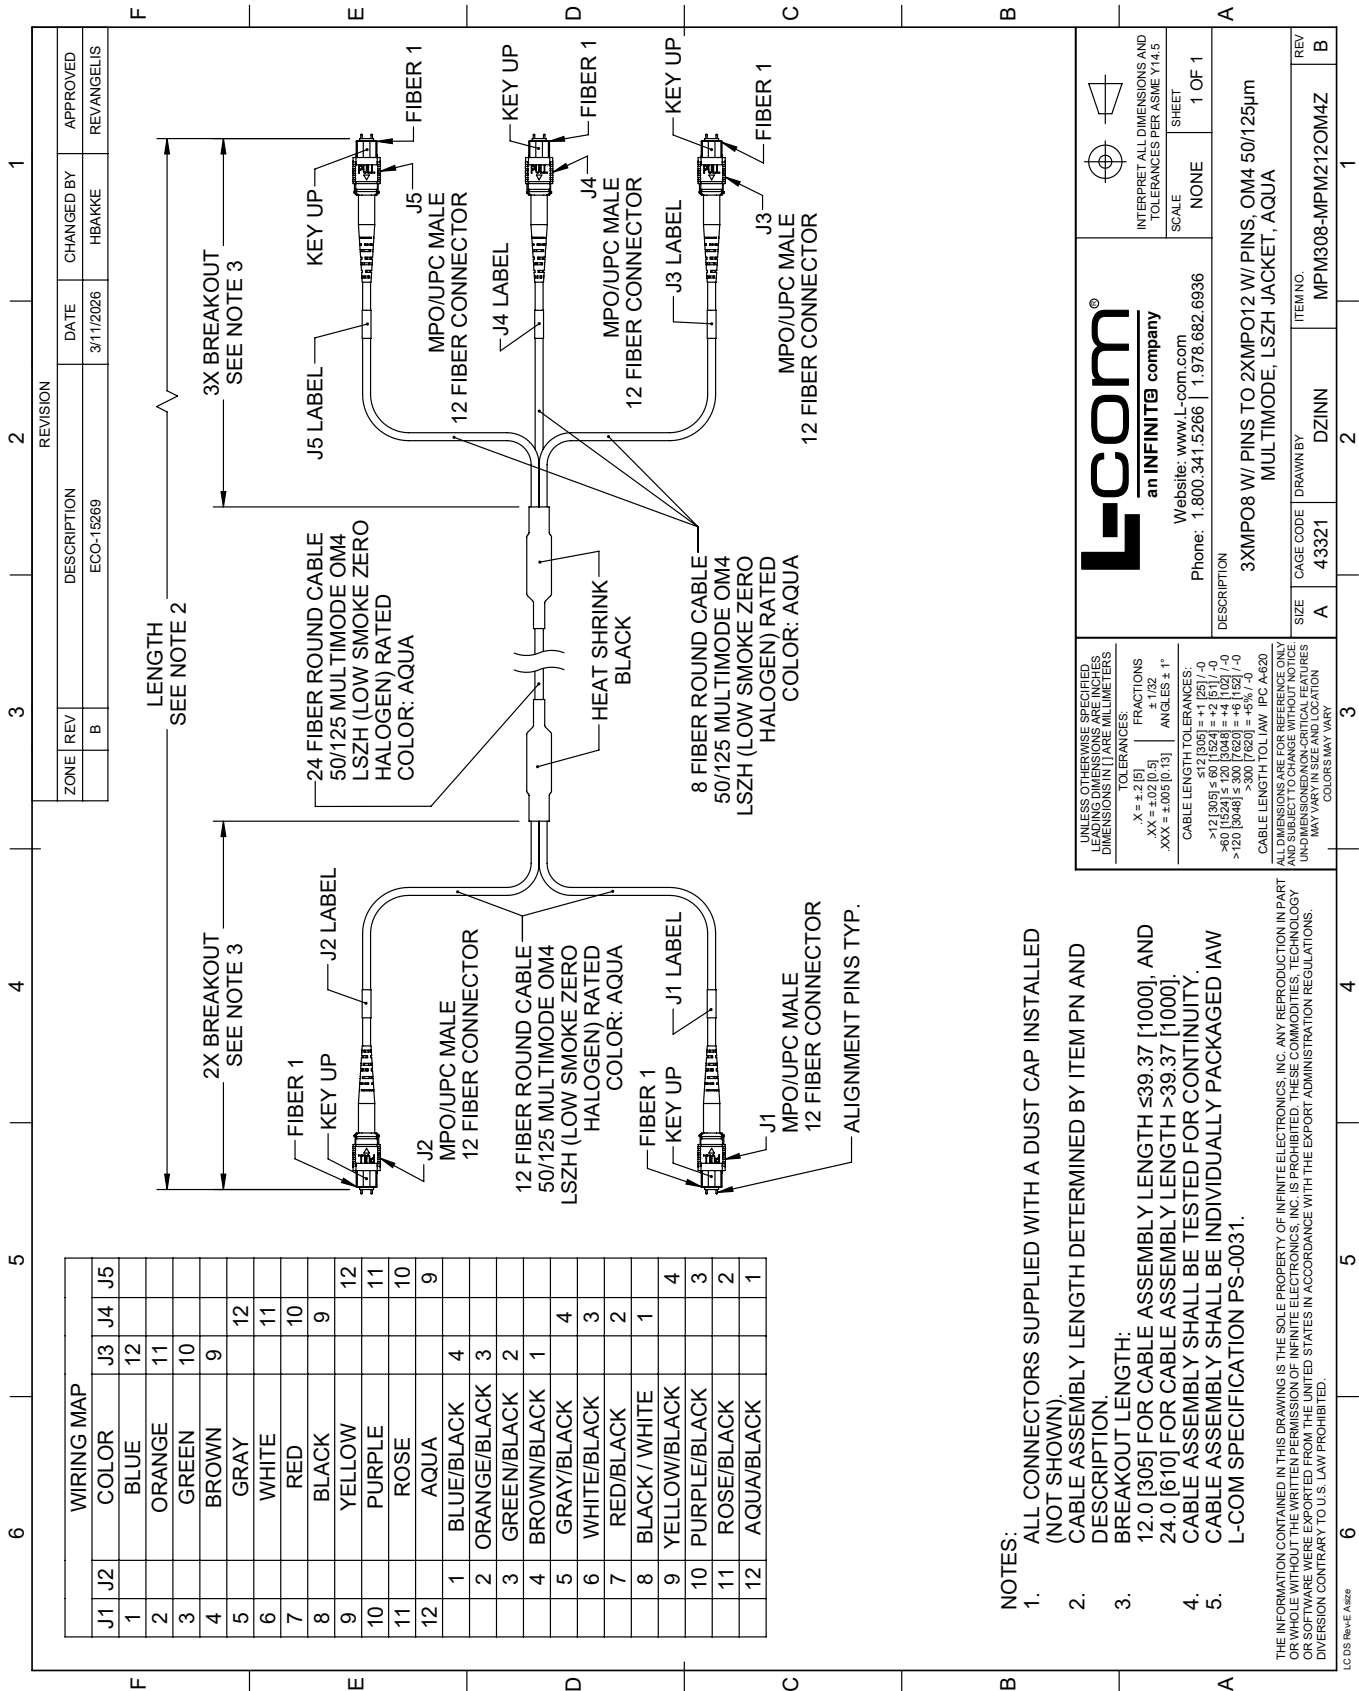 REVISION
ZONE REV DESCRIPTION DATE CHANGED BY APPROVED
B ECO-15269 3/11/2026 HBAKKE REVANGELIS
WIRING MAP
J1 J2 COLOR J3 J4 J5
1 BLUE 12
2 ORANGE 11
3 GREEN 10
4 BROWN 9
5 GRAY 12
6 WHITE 11
7 RED 10
8 BLACK 9
9 YELLOW 12
10 PURPLE 11
11 ROSE 10
12 AQUA 9
1 BLUE/BLACK 4
2 ORANGE/BLACK 3
3 GREEN/BLACK 2
4 BROWN/BLACK 1
5 GRAY/BLACK 4
6 WHITE/BLACK 3
7 RED/BLACK 2
8 BLACK / WHITE 1
9 YELLOW/BLACK 4
10 PURPLE/BLACK 3
11 ROSE/BLACK 2
12 AQUA/BLACK 1
LENGTH
SEE NOTE 2
2X BREAKOUT
SEE NOTE 3
3X BREAKOUT
SEE NOTE 3
FIBER 1
KEY UP
J2 LABEL
J2
MPO/UPC MALE
12 FIBER CONNECTOR
12 FIBER ROUND CABLE
50/125 MULTIMODE OM4
LSZH (LOW SMOKE ZERO
HALOGEN) RATED
COLOR: AQUA
FIBER 1
KEY UP
J1 LABEL
J1
MPO/UPC MALE
12 FIBER CONNECTOR
ALIGNMENT PINS TYP.
PULL
PULL
24 FIBER ROUND CABLE
50/125 MULTIMODE OM4
LSZH (LOW SMOKE ZERO
HALOGEN) RATED
COLOR: AQUA
HEAT SHRINK
BLACK
8 FIBER ROUND CABLE
50/125 MULTIMODE OM4
LSZH (LOW SMOKE ZERO
HALOGEN) RATED
COLOR: AQUA
J5 LABEL
KEY UP
FIBER 1
PULL
J5
MPO/UPC MALE
12 FIBER CONNECTOR
J4 LABEL
KEY UP
FIBER 1
PULL
J4
MPO/UPC MALE
12 FIBER CONNECTOR
J3 LABEL
KEY UP
FIBER 1
PULL
J3
MPO/UPC MALE
12 FIBER CONNECTOR
NOTES:
1. ALL CONNECTORS SUPPLIED WITH A DUST CAP INSTALLED
(NOT SHOWN).
2. CABLE ASSEMBLY LENGTH DETERMINED BY ITEM PN AND
DESCRIPTION.
3. BREAKOUT LENGTH:
12.0 [305] FOR CABLE ASSEMBLY LENGTH ≤39.37 [1000], AND
24.0 [610] FOR CABLE ASSEMBLY LENGTH >39.37 [1000].
4. CABLE ASSEMBLY SHALL BE TESTED FOR CONTINUITY.
5. CABLE ASSEMBLY SHALL BE INDIVIDUALLY PACKAGED IAW
L-COM SPECIFICATION PS-0031.
THE INFORMATION CONTAINED IN THIS DRAWING IS THE SOLE PROPERTY OF INFINITE ELECTRONICS, INC. ANY REPRODUCTION IN PART
OR WHOLE WITHOUT THE WRITTEN PERMISSION OF INFINITE ELECTRONICS, INC. IS PROHIBITED. THESE COMMODITIES, TECHNOLOGY
OR SOFTWARE WERE EXPORTED FROM THE UNITED STATES IN ACCORDANCE WITH THE EXPORT ADMINISTRATION REGULATIONS.
DIVERSION CONTRARY TO U.S. LAW PROHIBITED.
UNLESS OTHERWISE SPECIFIED
LEADING DIMENSIONS ARE INCHES
DIMENSIONS IN [ ] ARE MILLIMETERS
TOLERANCES:
.X = ±.2 [5] FRACTIONS
.XX = ±.02 [0.5] ± 1/32
.XXX = ±.005 [0.13] ANGLES ± 1°
CABLE LENGTH TOLERANCES:
≤12 [305] = +1 [25] / -0
>12 [305] ≤ 60 [1524] = +2 [51] / -0
>60 [1524] ≤ 120 [3048] = +4 [102] / -0
>120 [3048] ≤ 300 [7620] = +6 [152] / -0
>300 [7620] = +5% / -0
CABLE LENGTH TOL IAW IPC A-620
ALL DIMENSIONS ARE FOR REFERENCE ONLY
AND SUBJECT TO CHANGE WITHOUT NOTICE.
UN-DIMENSIONED/NON-CRITICAL FEATURES
MAY VARY IN SIZE AND LOCATION
COLORS MAY VARY
L-com®
an INFINITE company
Website: www.L-com.com
Phone: 1.800.341.5266 | 1.978.682.6936
INTERPRET ALL DIMENSIONS AND
TOLERANCES PER ASME Y14.5
SCALE
NONE
SHEET
1 OF 1
DESCRIPTION
3XMPO8 W/ PINS TO 2XMPO12 W/ PINS, OM4 50/125µm
MULTIMODE, LSZH JACKET, AQUA
SIZE
A
CAGE CODE
43321
DRAWN BY
DZINN
ITEM NO.
MPM308-MPM212OM4Z
REV
B
LC DS Rev-E A size
6 5 4 3 2 1
6 5 4 3 2 1
F E D C B A
F E D C B A